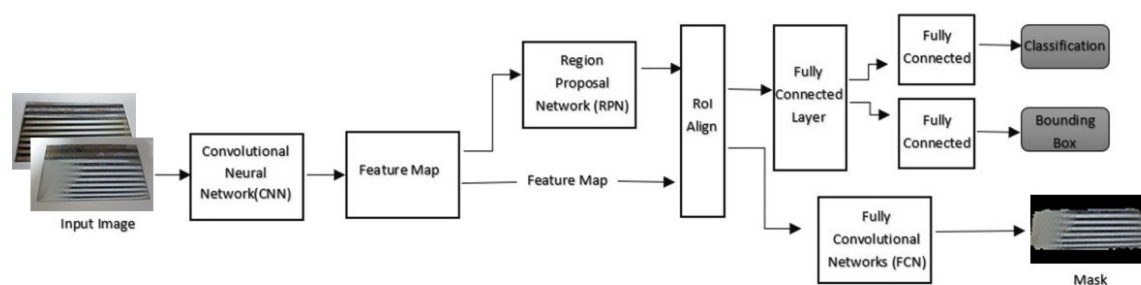 Input Image
Convolutional
Neural
Network(CNN)
Feature Map
Region
Proposal
Network (RPN)
Feature Map
RoI
Align
Fully
Connected
Layer
Fully
Connected
Classification
Fully
Connected
Bounding
Box
Fully
Convolutional
Networks (FCN)
Mask